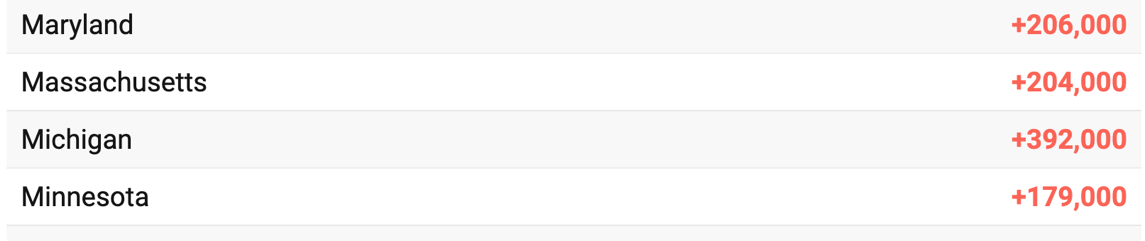 Maryland +206,000
Massachusetts +204,000
Michigan +392,000
Minnesota +179,000